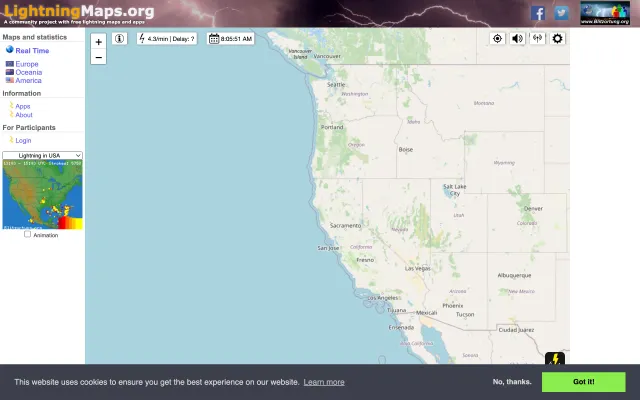 LightningMaps.org
A community project with free lightning maps and apps
www.Blitzortung.org
Maps and statistics
Real Time
Europe
Oceania
America
Information
Apps
About
For Participants
Login
Lightning in USA
Animation
+
−
4.3/min | Delay: ?
8:05:51 AM
Vancouver Island
Vancouver
Seattle
Washington
Montana
Portland
Oregon
Idaho
Boise
Wyoming
Salt Lake City
Utah
Denver
Colorado
Nevada
Sacramento
California
San Jose
Fresno
Las Vegas
Albuquerque
Los Angeles
Arizona
New Mexico
Phoenix
Tijuana
Mexicali
Tucson
Ensenada
Ciudad Juárez
Baja California
Sonora
This website uses cookies to ensure you get the best experience on our website. Learn more
No, thanks.
Got it!